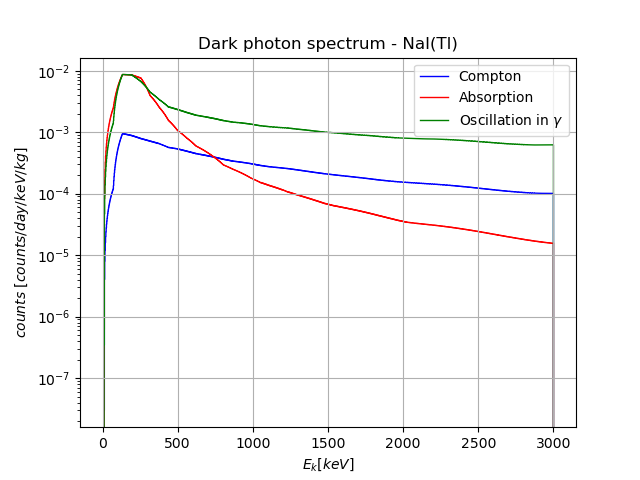 Dark photon spectrum - NaI(Tl)
Compton
Absorption
Oscillation in γ
counts [counts/day/keV/kg]
10⁻²
10⁻³
10⁻⁴
10⁻⁵
10⁻⁶
10⁻⁷
0 500 1000 1500 2000 2500 3000
Eₖ[keV]